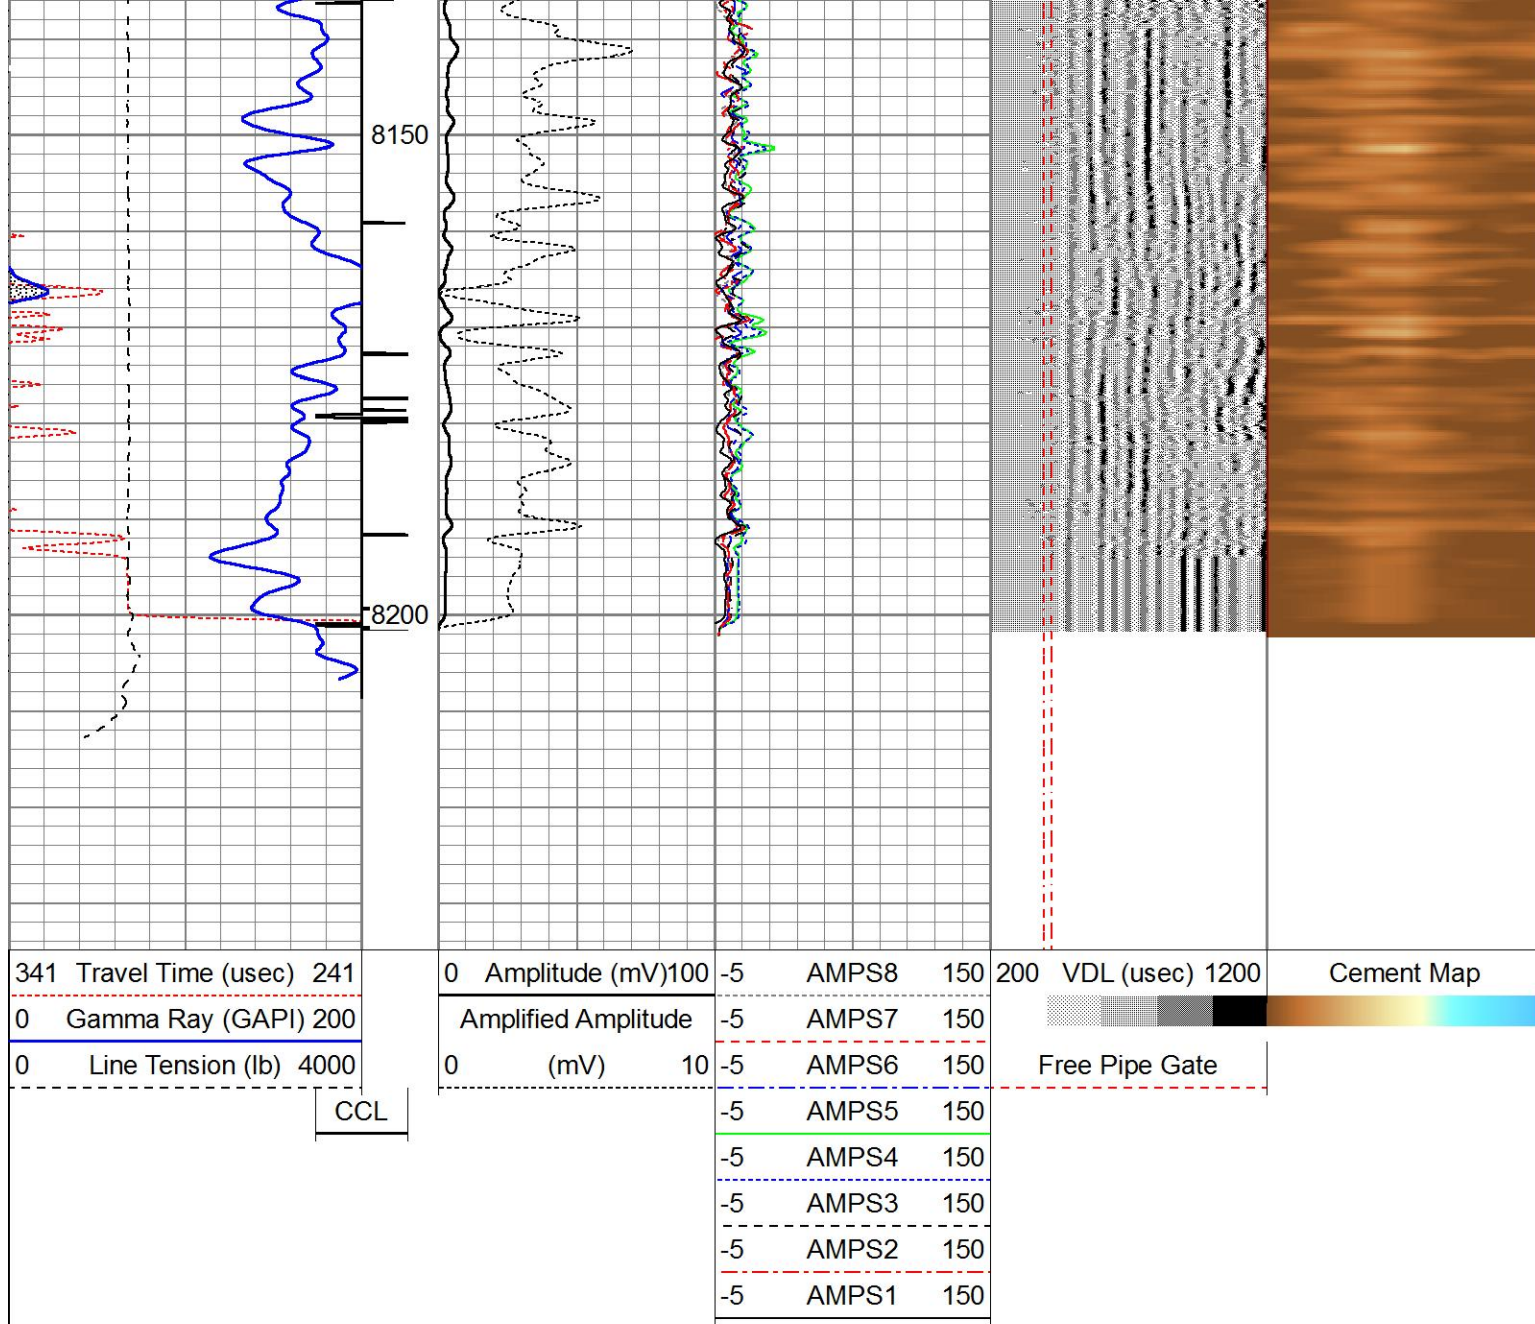 8150
8200
341 Travel Time (usec) 241
0 Gamma Ray (GAPI) 200
0 Line Tension (lb) 4000
CCL
0 Amplitude (mV) 100
Amplified Amplitude
0 (mV) 10
-5 AMPS8 150
-5 AMPS7 150
-5 AMPS6 150
-5 AMPS5 150
-5 AMPS4 150
-5 AMPS3 150
-5 AMPS2 150
-5 AMPS1 150
200 VDL (usec) 1200
Free Pipe Gate
Cement Map